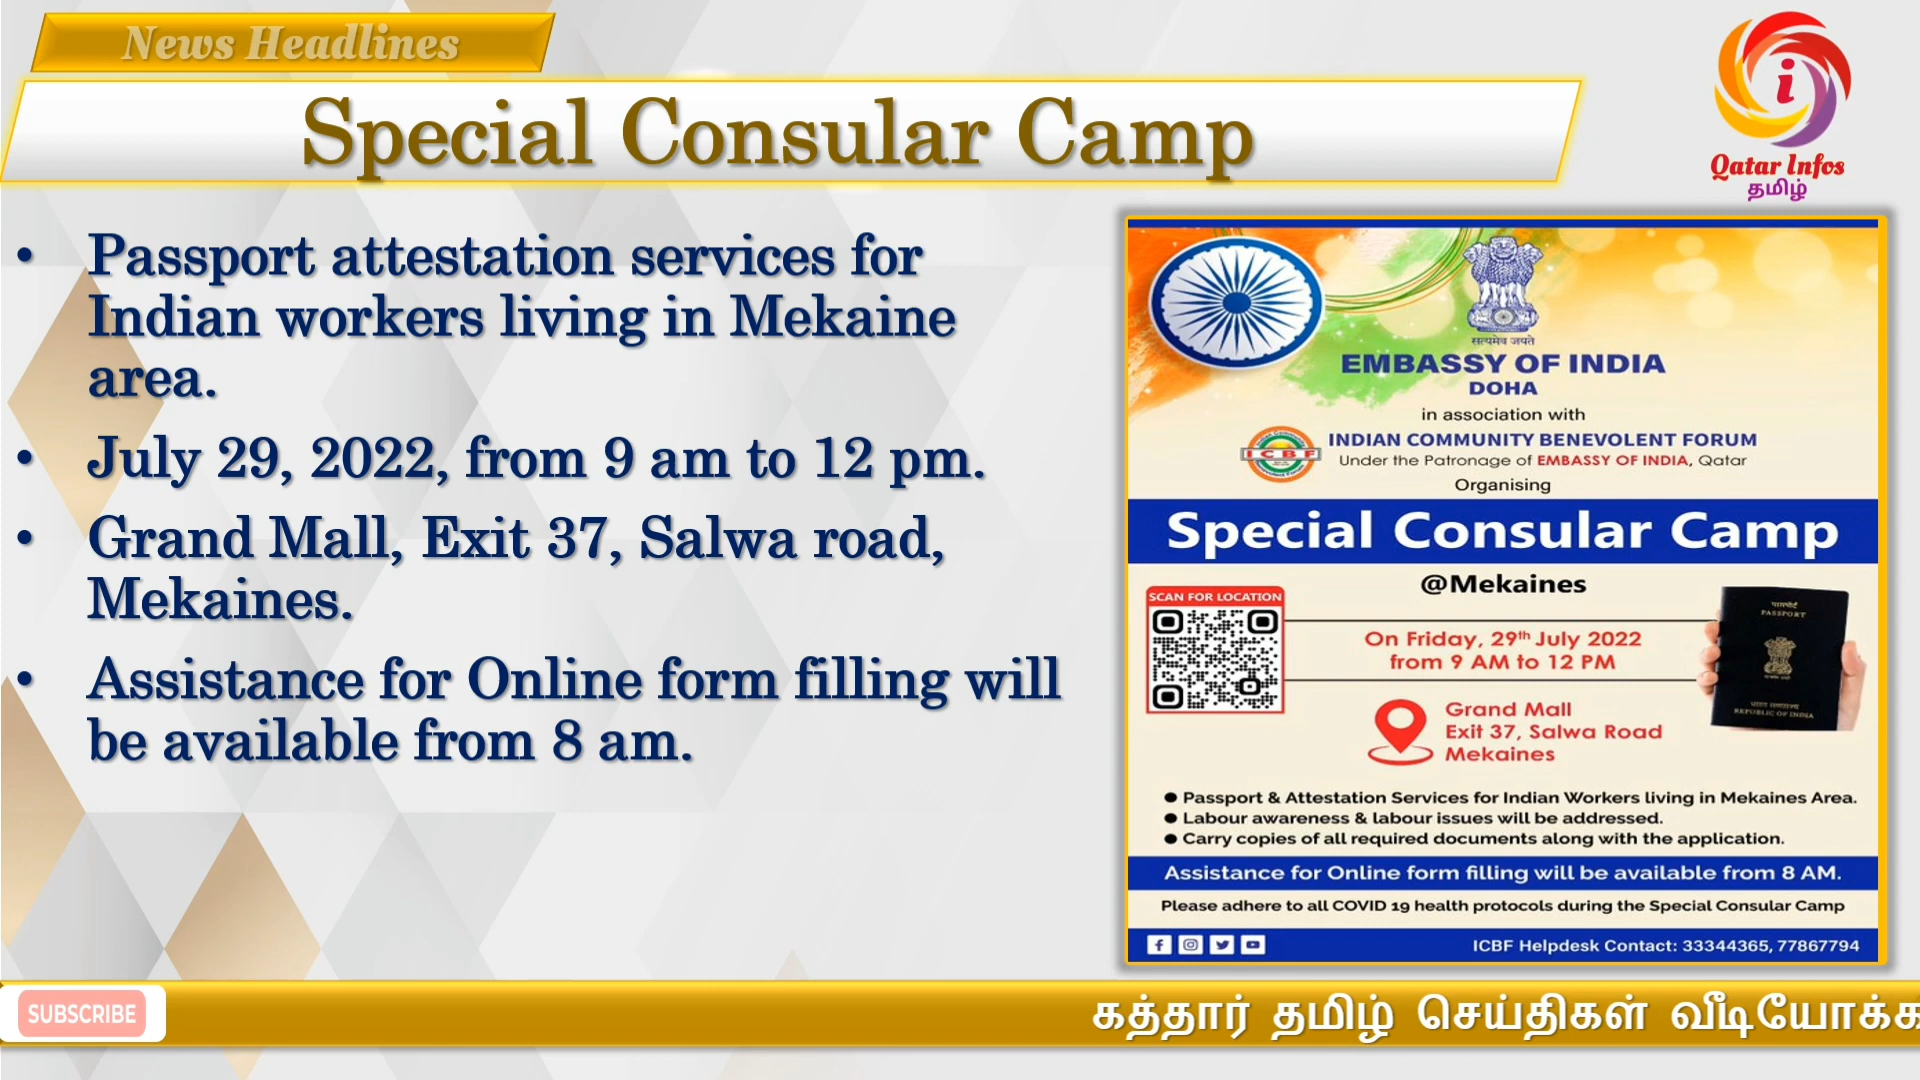 News Headlines
Special Consular Camp
Qatar Infos
தமிழ்
• Passport attestation services for
Indian workers living in Mekaine
area.
• July 29, 2022, from 9 am to 12 pm.
• Grand Mall, Exit 37, Salwa road,
Mekaines.
• Assistance for Online form filling will
be available from 8 am.
सत्यमेव जयते
EMBASSY OF INDIA
DOHA
in association with
ICBF
INDIAN COMMUNITY BENEVOLENT FORUM
Under the Patronage of EMBASSY OF INDIA, Qatar
Organising
Special Consular Camp
@Mekaines
SCAN FOR LOCATION
On Friday, 29th July 2022
from 9 AM to 12 PM
पासपोर्ट
PASSPORT
भारत गणराज्य
REPUBLIC OF INDIA
Grand Mall
Exit 37, Salwa Road
Mekaines
● Passport & Attestation Services for Indian Workers living in Mekaines Area.
● Labour awareness & labour issues will be addressed.
● Carry copies of all required documents along with the application.
Assistance for Online form filling will be available from 8 AM.
Please adhere to all COVID 19 health protocols during the Special Consular Camp
ICBF Helpdesk Contact: 33344365, 77867794
SUBSCRIBE
கத்தார் தமிழ் செய்திகள் வீடியோக்க